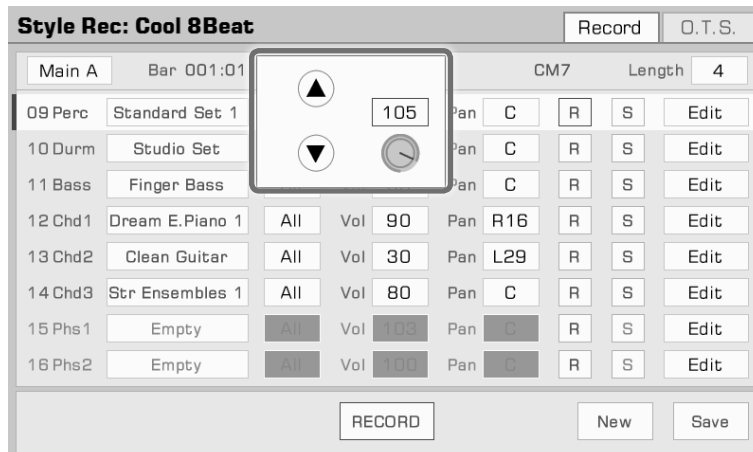 Style Rec: Cool 8Beat Record O.T.S.
Main A Bar 001:01 CM7 Length 4
09 Perc Standard Set 1 105 Pan C R S Edit
10 Durm Studio Set Pan C R S Edit
11 Bass Finger Bass Pan C R S Edit
12 Chd1 Dream E.Piano 1 All Vol 90 Pan R16 R S Edit
13 Chd2 Clean Guitar All Vol 30 Pan L29 R S Edit
14 Chd3 Str Ensembles 1 All Vol 80 Pan C R S Edit
15 Phs1 Empty All Vol 103 Pan C R S Edit
16 Phs2 Empty All Vol 100 Pan C R S Edit
RECORD New Save